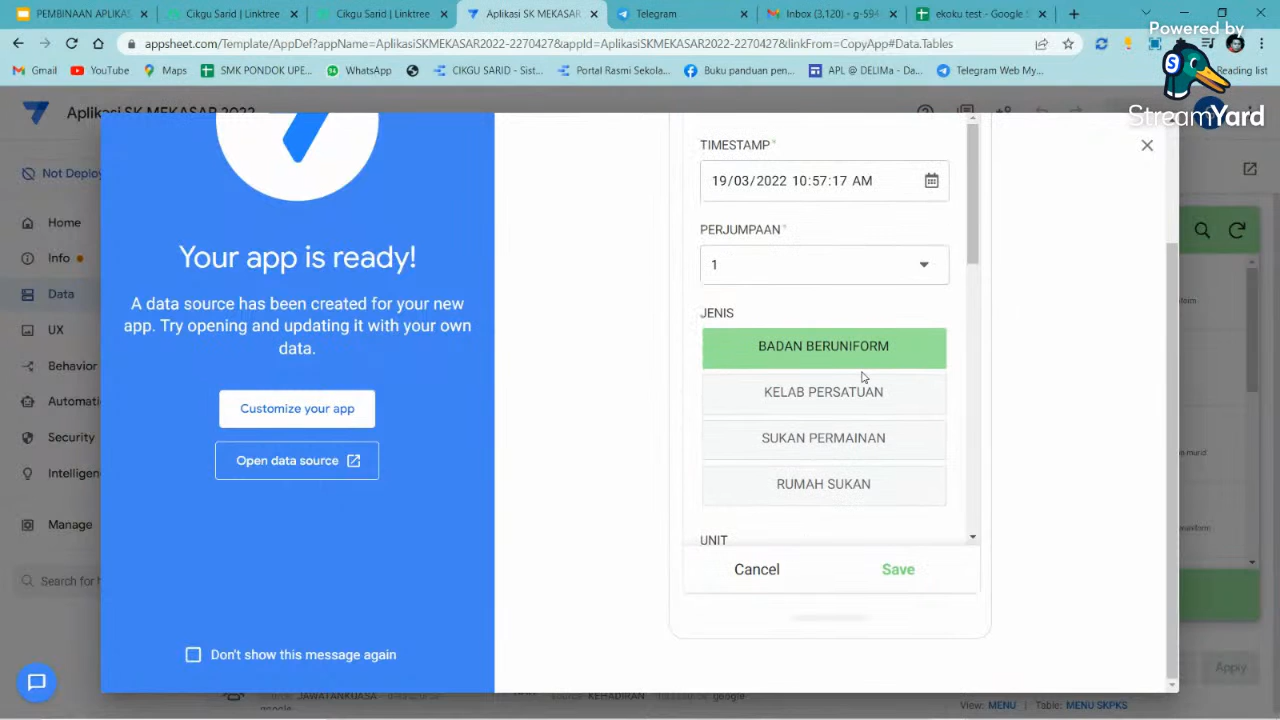 PEMBINAAN APLIKAS
Cikgu Sarid | Linktree
Cikgu Sarid | Linktree
Aplikasi SK MEKASAR
Telegram
Inbox (3,120) - g-594
ekoku test - Google S
Powered by
StreamYard
appsheet.com/Template/AppDef?appName=AplikasiSKMEKASAR2022-2270427&appId=AplikasiSKMEKASAR2022-2270427&linkFrom=CopyApp#Data.Tables
Gmail
YouTube
Maps
SMK PONDOK UPE...
WhatsApp
CIKGU SARID - Sist...
Portal Rasmi Sekola...
Buku panduan pen...
APL @ DELIMa - Da...
Telegram Web My...
Reading list
Aplikasi SK MEKASAR 2022
Not Deploy
Home
Info
Data
UX
Behavior
Automati
Security
Intelligen
Manage
Search for h
Your app is ready!
A data source has been created for your new
app. Try opening and updating it with your own
data.
Customize your app
Open data source
Don't show this message again
TIMESTAMP*
19/03/2022 10:57:17 AM
PERJUMPAAN*
1
JENIS
BADAN BERUNIFORM
KELAB PERSATUAN
SUKAN PERMAINAN
RUMAH SUKAN
UNIT
Cancel
Save
Apply
JAWATANKUASA
KEHADIRAN
google
google
View: MENU | Table: MENU SKPKS